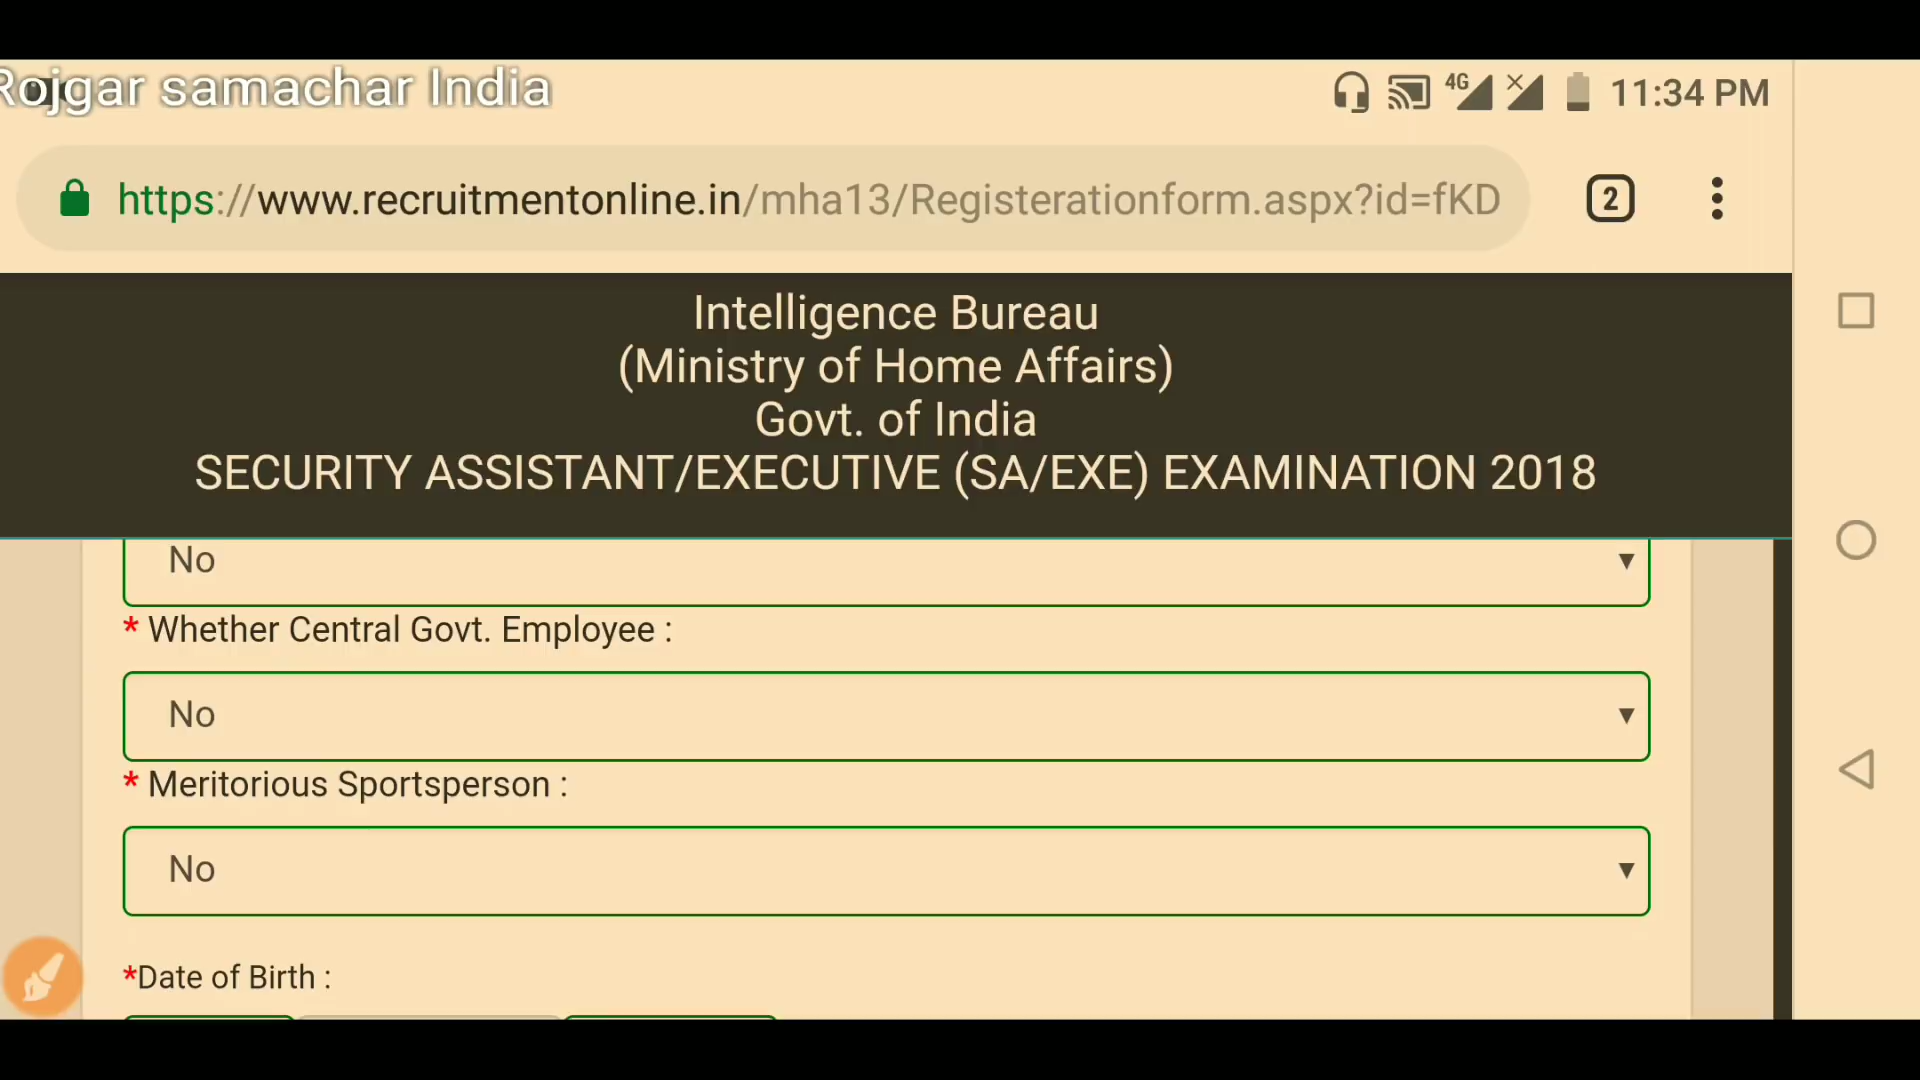 Rojgar samachar India
4G 11:34 PM
https://www.recruitmentonline.in/mha13/Registerationform.aspx?id=fKD
2
Intelligence Bureau
(Ministry of Home Affairs)
Govt. of India
SECURITY ASSISTANT/EXECUTIVE (SA/EXE) EXAMINATION 2018
No
* Whether Central Govt. Employee :
No
* Meritorious Sportsperson :
No
*Date of Birth :